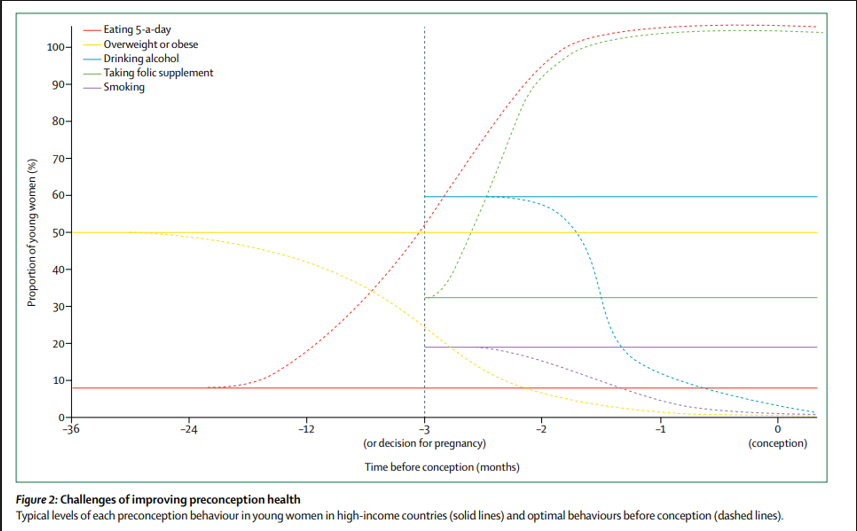 Eating 5-a-day
Overweight or obese
Drinking alcohol
Taking folic supplement
Smoking
Proportion of young women (%)
100
90
80
70
60
50
40
30
20
10
0
–36
–24
–12
–3
–2
–1
0
(or decision for pregnancy)
(conception)
Time before conception (months)
Figure 2: Challenges of improving preconception health
Typical levels of each preconception behaviour in young women in high-income countries (solid lines) and optimal behaviours before conception (dashed lines).